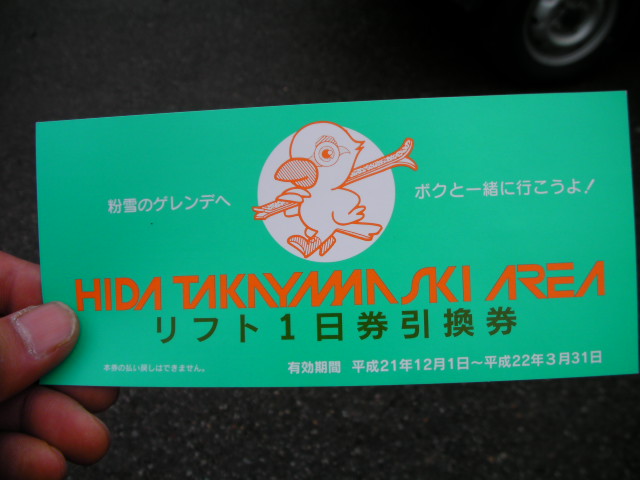 粉雪のゲレンデへ
ボクと一緒に行こうよ!
HIDA TAKAYAMA SKI AREA
リフト1日券引換券
本券の払い戻しはできません。
有効期間 平成21年12月1日～平成22年3月31日